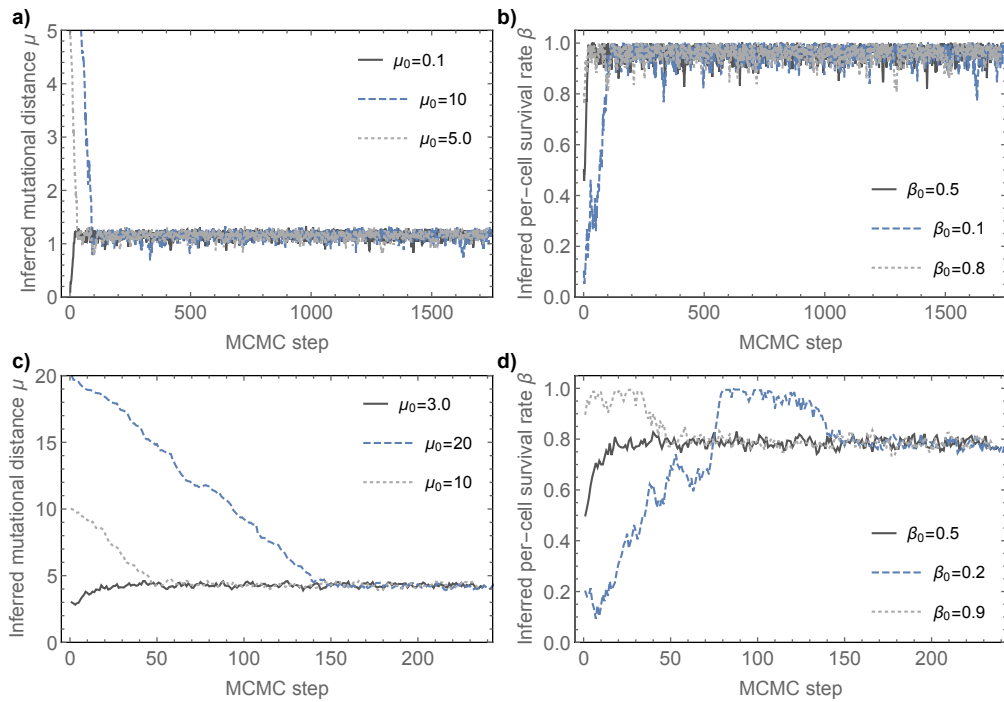 a)
Inferred mutational distance μ
5
4
3
2
1
0
μ₀=0.1
μ₀=10
μ₀=5.0
0
500
1000
1500
MCMC step
b)
Inferred per-cell survival rate β
1.0
0.8
0.6
0.4
0.2
0.0
β₀=0.5
β₀=0.1
β₀=0.8
0
500
1000
1500
MCMC step
c)
Inferred mutational distance μ
20
15
10
5
0
μ₀=3.0
μ₀=20
μ₀=10
0
50
100
150
200
MCMC step
d)
Inferred per-cell survival rate β
1.0
0.8
0.6
0.4
0.2
0.0
β₀=0.5
β₀=0.2
β₀=0.9
0
50
100
150
200
MCMC step